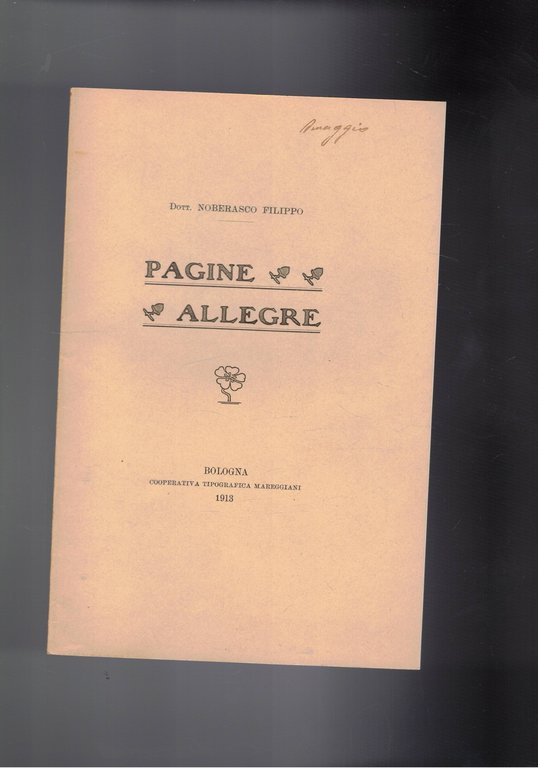 omaggio
Dott. NOBERASCO FILIPPO
PAGINE
ALLEGRE
BOLOGNA
COOPERATIVA TIPOGRAFICA MAREGGIANI
1913